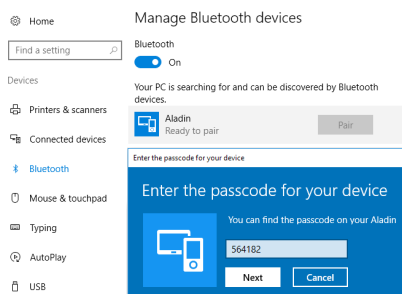 Home
Find a setting
Devices
Printers & scanners
Connected devices
Bluetooth
Mouse & touchpad
Typing
AutoPlay
USB
Manage Bluetooth devices
Bluetooth
On
Your PC is searching for and can be discovered by Bluetooth
devices.
Aladin
Ready to pair
Pair
Enter the passcode for your device
Enter the passcode for your device
You can find the passcode on your Aladin
564182
Next
Cancel